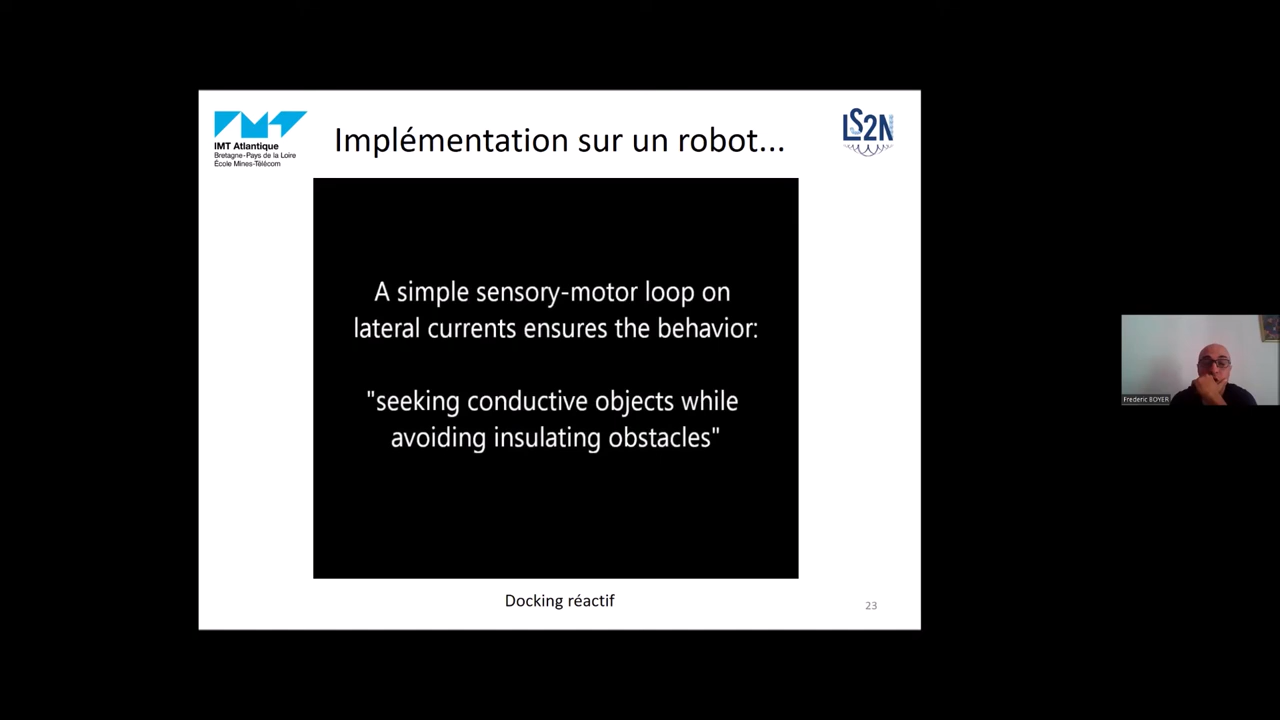 IMT Atlantique
Bretagne-Pays de la Loire
École Mines-Télécom
Implémentation sur un robot...
LS2N
A simple sensory-motor loop on
lateral currents ensures the behavior:
"seeking conductive objects while
avoiding insulating obstacles"
Docking réactif
23
Frederic BOYER